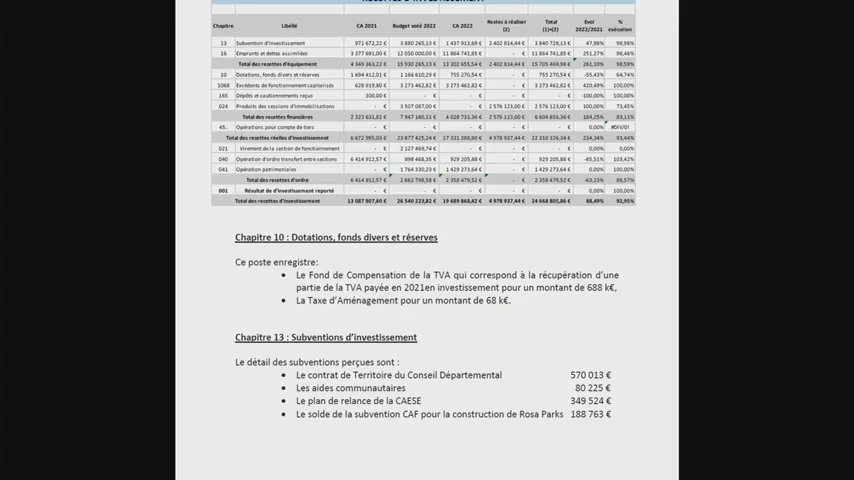 RECETTES D'INVESTISSEMENT
Chapitre Libéllé CA 2021 Budget voté 2022 CA 2022 Restes à réaliser (2) Total (1)+(2) Evol 2022/2021 % exécution
13 Subvention d'investissement 971 672,22 € 3 880 265,13 € 1 437 913,69 € 2 402 814,44 € 3 840 728,13 € 47,98% 98,98%
16 Emprunts et dettes assimilées 3 377 691,00 € 12 050 000,00 € 11 864 741,85 € - € 11 864 741,85 € 251,27% 98,46%
Total des recettes d'équipement 4 349 363,22 € 15 930 265,13 € 13 302 655,54 € 2 402 814,44 € 15 705 469,98 € 261,10% 98,59%
10 Dotations, fonds divers et réserves 1 694 412,01 € 1 166 610,29 € 755 270,54 € - € 755 270,54 € -55,43% 64,74%
1068 Excédents de fonctionnement capitalisés 628 919,80 € 3 273 462,82 € 3 273 462,82 € - € 3 273 462,82 € 420,49% 100,00%
165 Dépôts et cautionnements reçus 300,00 € - € - € - € - € -100,00% 100,00%
024 Produits des cessions d'immobilisations - € 3 507 087,00 € - € 2 576 123,00 € 2 576 123,00 € 0,00% 73,45%
Total des recettes financières 2 323 631,81 € 7 947 160,11 € 4 028 733,36 € 2 576 123,00 € 6 604 856,36 € 184,25% 83,11%
45.. Opérations pour compte de tiers - € - € - € - € - € 0,00% #DIV/0!
Total des recettes réelles d'investissement 6 672 995,03 € 23 877 425,24 € 17 331 388,90 € 4 978 937,44 € 22 310 326,34 € 234,34% 93,44%
021 Virement de la section de fonctionnement 2 127 469,74 € - € - € 0,00% 0,00%
040 Opération d'ordre transfert entre sections 6 414 912,57 € 898 468,35 € 929 205,88 € - € 929 205,88 € -85,51% 103,42%
041 Opération patrimoniales - € 1 764 330,23 € 1 429 273,64 € - € 1 429 273,64 € 0,00% 100,00%
Total des recettes d'ordre 6 414 912,57 € 2 662 798,58 € 2 358 479,52 € - € 2 358 479,52 € -63,23% 88,57%
001 Résultat de d'investissement reporté - € - € - € - € - € 0,00% 100,00%
Total des recettes d'investissement 13 087 907,60 € 26 540 223,82 € 19 689 868,42 € 4 978 937,44 € 24 668 805,86 € 88,49% 92,95%
Chapitre 10 : Dotations, fonds divers et réserves
Ce poste enregistre:
• Le Fond de Compensation de la TVA qui correspond à la récupération d'une
partie de la TVA payée en 2021en investissement pour un montant de 688 k€,
• La Taxe d'Aménagement pour un montant de 68 k€.
Chapitre 13 : Subventions d'investissement
Le détail des subventions perçues sont :
• Le contrat de Territoire du Conseil Départemental 570 013 €
• Les aides communautaires 80 225 €
• Le plan de relance de la CAESE 349 524 €
• Le solde de la subvention CAF pour la construction de Rosa Parks 188 763 €